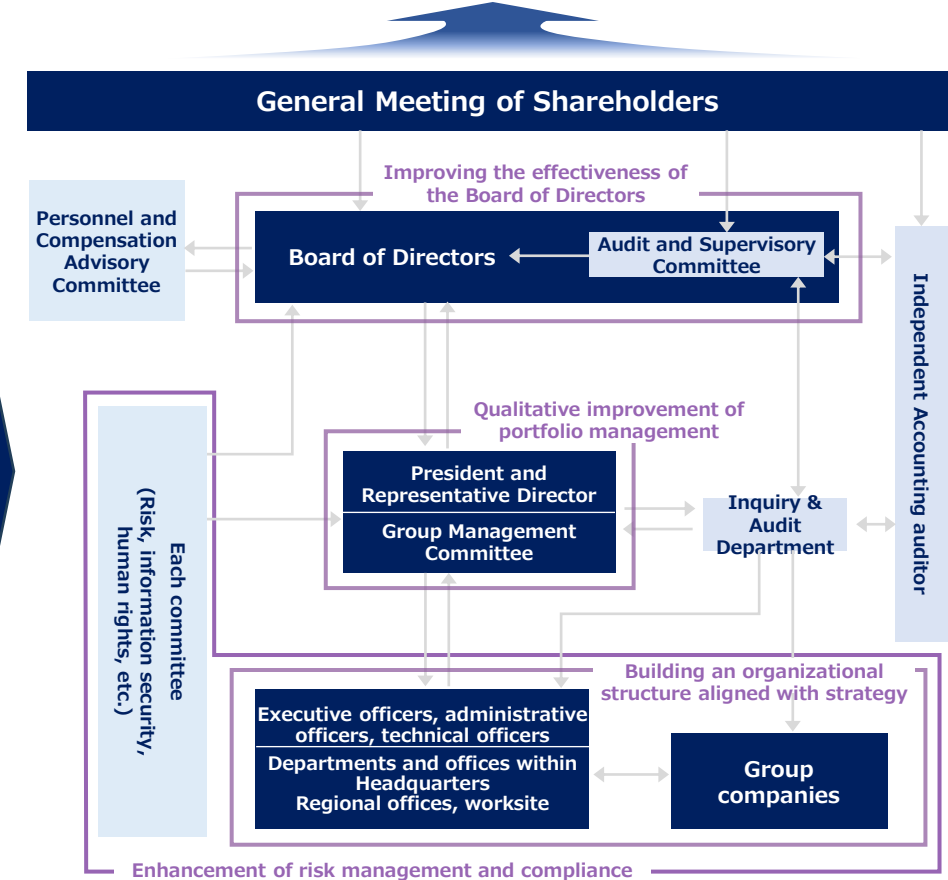 General Meeting of Shareholders
Improving the effectiveness of
the Board of Directors
Personnel and
Compensation
Advisory
Committee
Board of Directors
Audit and Supervisory
Committee
Independent Accounting auditor
Qualitative improvement of
portfolio management
President and
Representative Director
Group Management
Committee
Inquiry &
Audit
Department
Each committee
(Risk, information security,
human rights, etc.)
Building an organizational
structure aligned with strategy
Executive officers, administrative
officers, technical officers
Departments and offices within
Headquarters
Regional offices, worksite
Group
companies
Enhancement of risk management and compliance